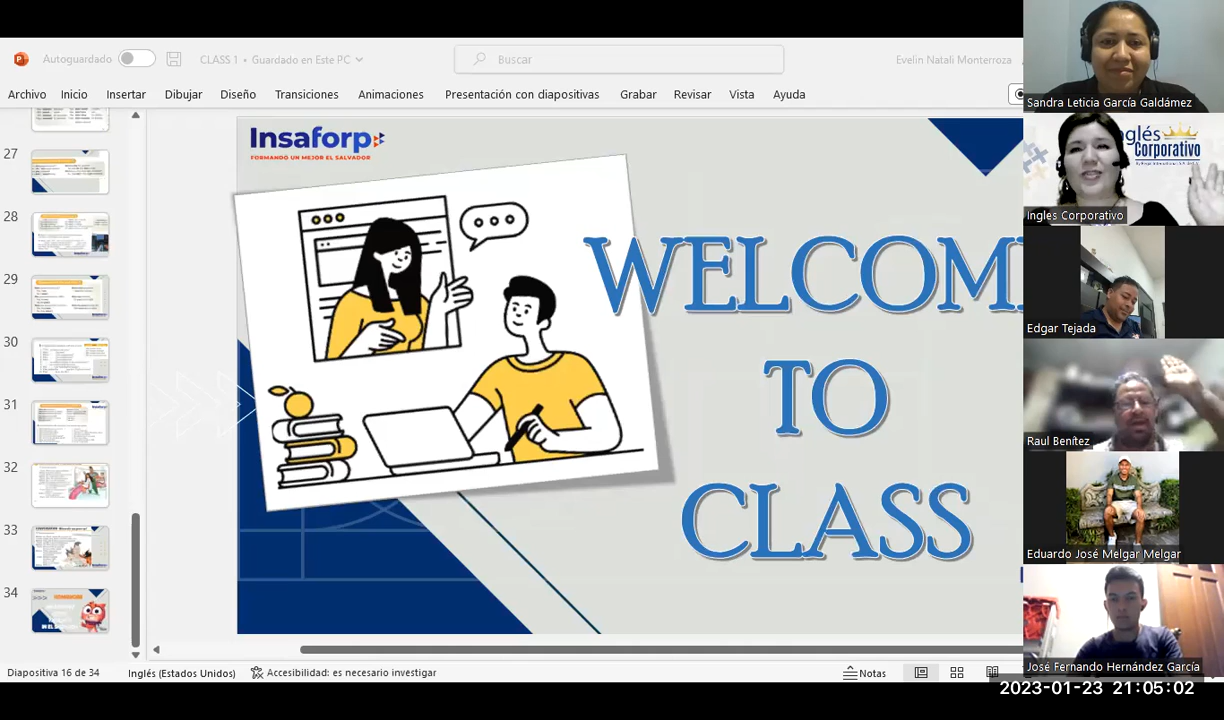 Autoguardado
CLASS 1 • Guardado en Este PC
Buscar
Evelin Natali Monterroza
Archivo Inicio Insertar Dibujar Diseño Transiciones Animaciones Presentación con diapositivas Grabar Revisar Vista Ayuda
27
28
29
30
31
32
33
34
Insaforp
FORMANDO UN MEJOR EL SALVADOR
WELCOM
TO
CLASS
Sandra Leticia García Galdámez
Inglés
Corporativo
Ingles Corporativo
Edgar Tejada
Raul Benítez
Eduardo José Melgar Melgar
José Fernando Hernández García
Diapositiva 16 de 34 Inglés (Estados Unidos) Accesibilidad: es necesario investigar Notas
2023-01-23 21:05:02